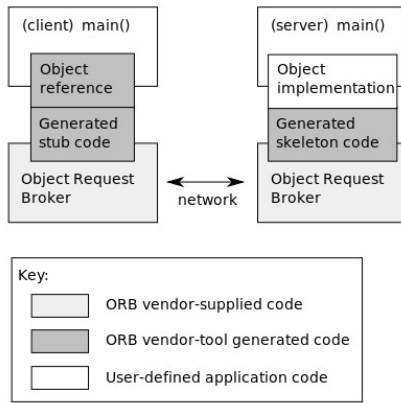 (client) main()
Object
reference
Generated
stub code
Object Request
Broker
network
(server) main()
Object
implementation
Generated
skeleton code
Object Request
Broker
Key:
ORB vendor-supplied code
ORB vendor-tool generated code
User-defined application code